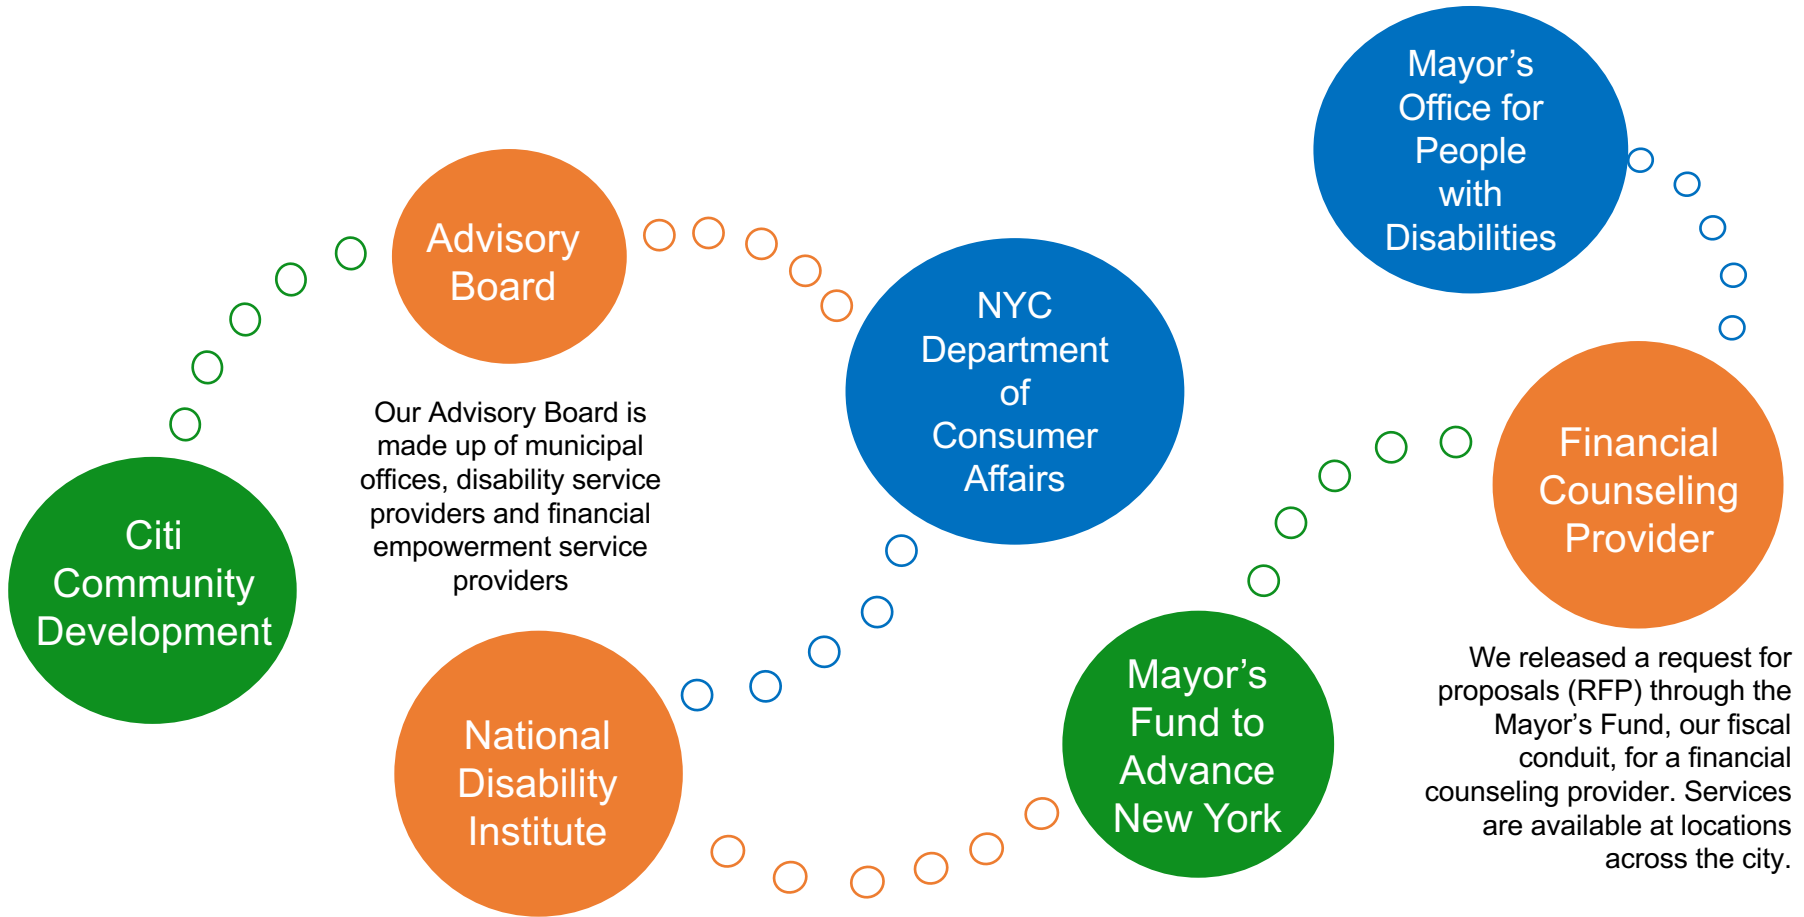 Citi
Community
Development
Advisory
Board
Our Advisory Board is
made up of municipal
offices, disability service
providers and financial
empowerment service
providers
NYC
Department
of
Consumer
Affairs
National
Disability
Institute
Mayor’s
Fund to
Advance
New York
Financial
Counseling
Provider
We released a request for
proposals (RFP) through the
Mayor’s Fund, our fiscal
conduit, for a financial
counseling provider. Services
are available at locations
across the city.
Mayor’s
Office for
People
with
Disabilities